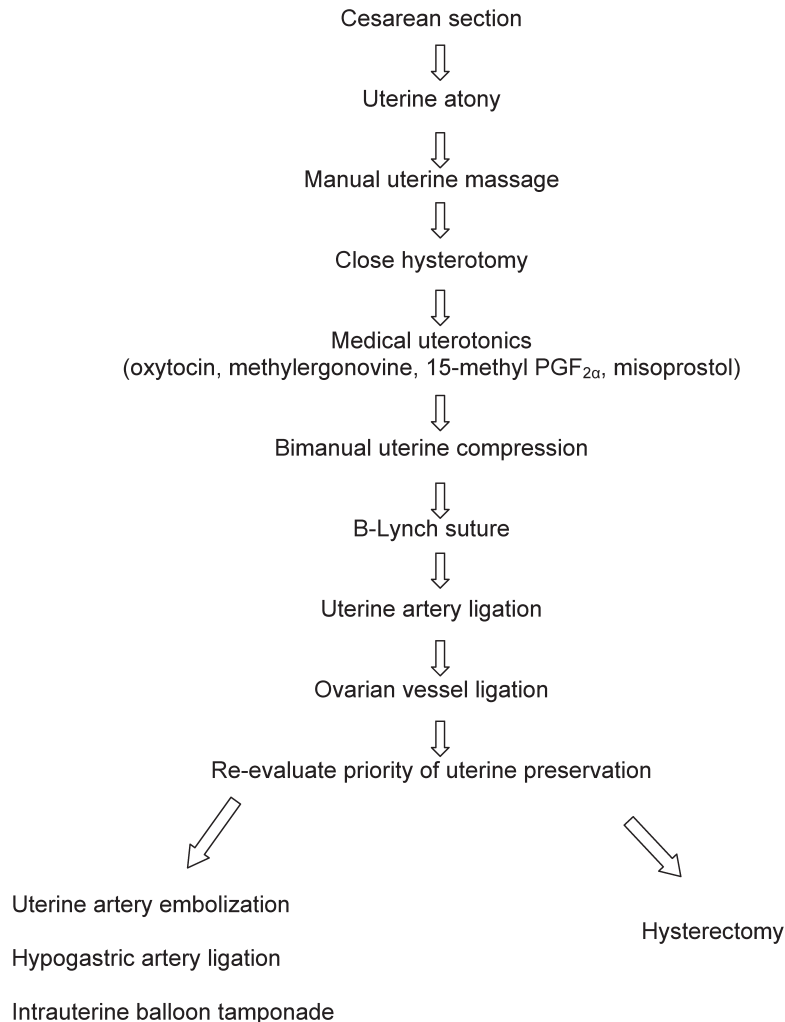 Cesarean section
Uterine atony
Manual uterine massage
Close hysterotomy
Medical uterotonics
(oxytocin, methylergonovine, 15-methyl PGF₂α, misoprostol)
Bimanual uterine compression
B-Lynch suture
Uterine artery ligation
Ovarian vessel ligation
Re-evaluate priority of uterine preservation
Uterine artery embolization
Hysterectomy
Hypogastric artery ligation
Intrauterine balloon tamponade